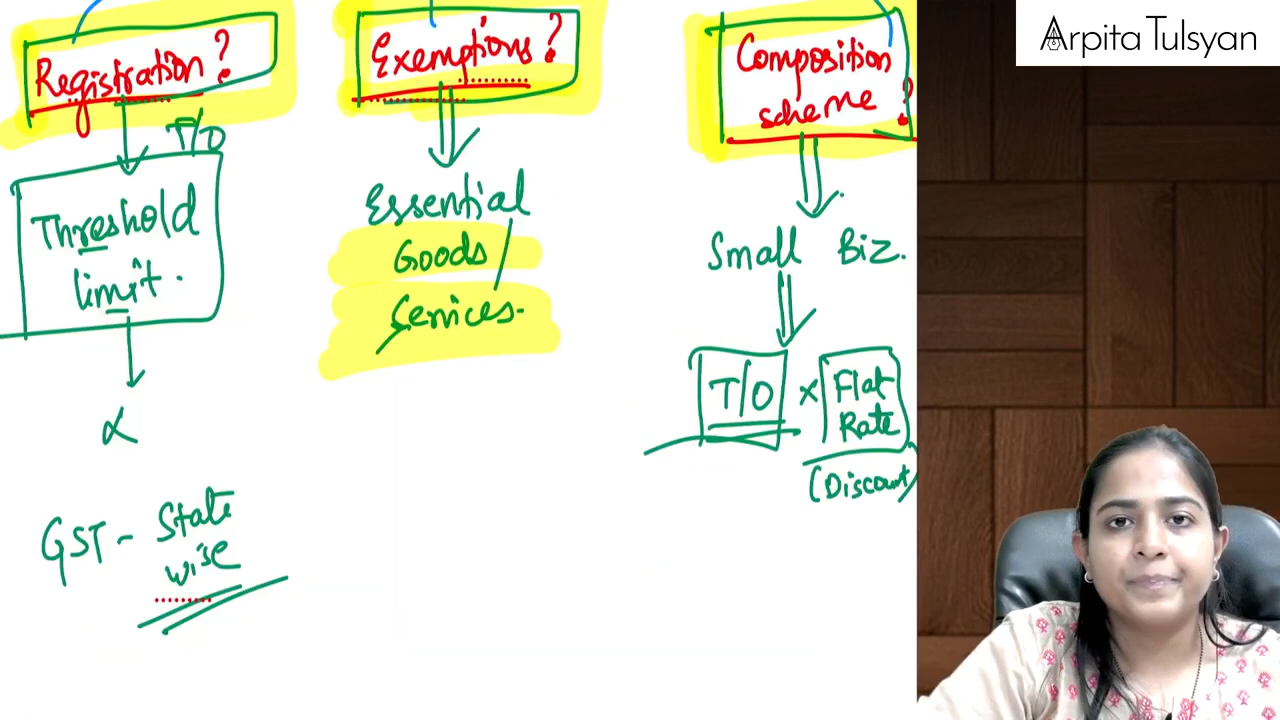 Arpita Tulsyan
Registration?
T/O
Threshold
limit.
GST - State
wise
Exemptions?
Essential
Goods
Services.
Composition
scheme?
Small Biz.
T/O x Flat
Rate
(Discount)